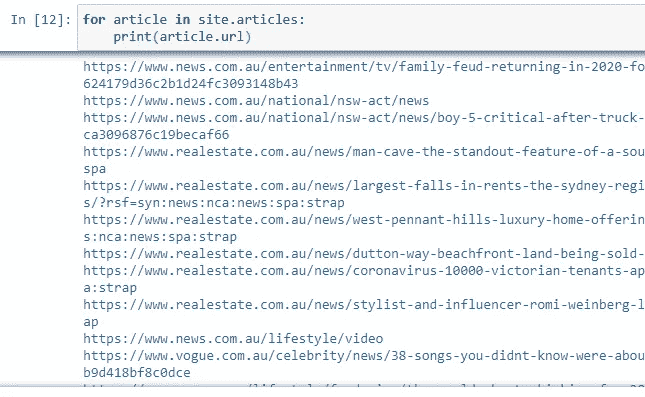 In [12]: for article in site.articles:
print(article.url)
https://www.news.com.au/entertainment/tv/family-feud-returning-in-2020-fo
624179d36c2b1d24fc3093148b43
https://www.news.com.au/national/nsw-act/news
https://www.news.com.au/national/nsw-act/news/boy-5-critical-after-truck-
ca3096876c19becaf66
https://www.realestate.com.au/news/man-cave-the-standout-feature-of-a-sou
spa
https://www.realestate.com.au/news/largest-falls-in-rents-the-sydney-regi
s/?rsf=syn:news:nca:news:spa:strap
https://www.realestate.com.au/news/west-pennant-hills-luxury-home-offerin
s:nca:news:spa:strap
https://www.realestate.com.au/news/dutton-way-beachfront-land-being-sold-
https://www.realestate.com.au/news/coronavirus-10000-victorian-tenants-ap
a:strap
https://www.realestate.com.au/news/stylist-and-influencer-romi-weinberg-l
ap
https://www.news.com.au/lifestyle/video
https://www.vogue.com.au/celebrity/news/38-songs-you-didnt-know-were-abou
b9d418bf8c0dce